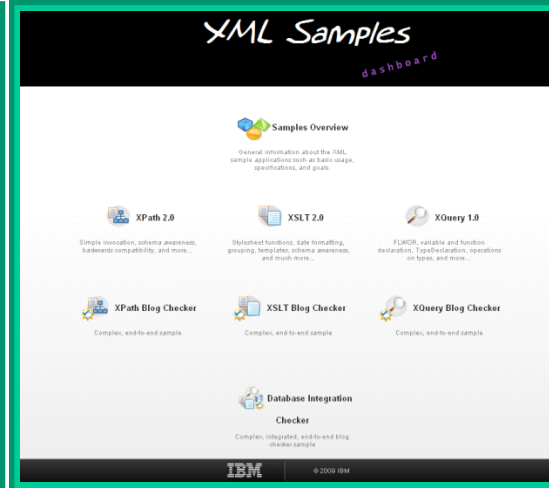 XML Samples
dashboard
Samples Overview
General information about the XML
sample applications such as basic usage,
specifications, and goals.
XPath 2.0
XSLT 2.0
XQuery 1.0
Simple invocation, schema awareness,
backwards compatibility, and more...
Stylesheet functions, date formatting,
grouping, templates, schema awareness,
and much more...
FLWOR, variable and function
declaration, TypeDeclaration, operations
on types, and more...
XPath Blog Checker
XSLT Blog Checker
XQuery Blog Checker
Complex, end-to-end sample
Complex, end-to-end sample
Complex, end-to-end sample
Database Integration
Checker
Complex, integrated, end-to-end blog
checker sample
IBM
© 2009 IBM